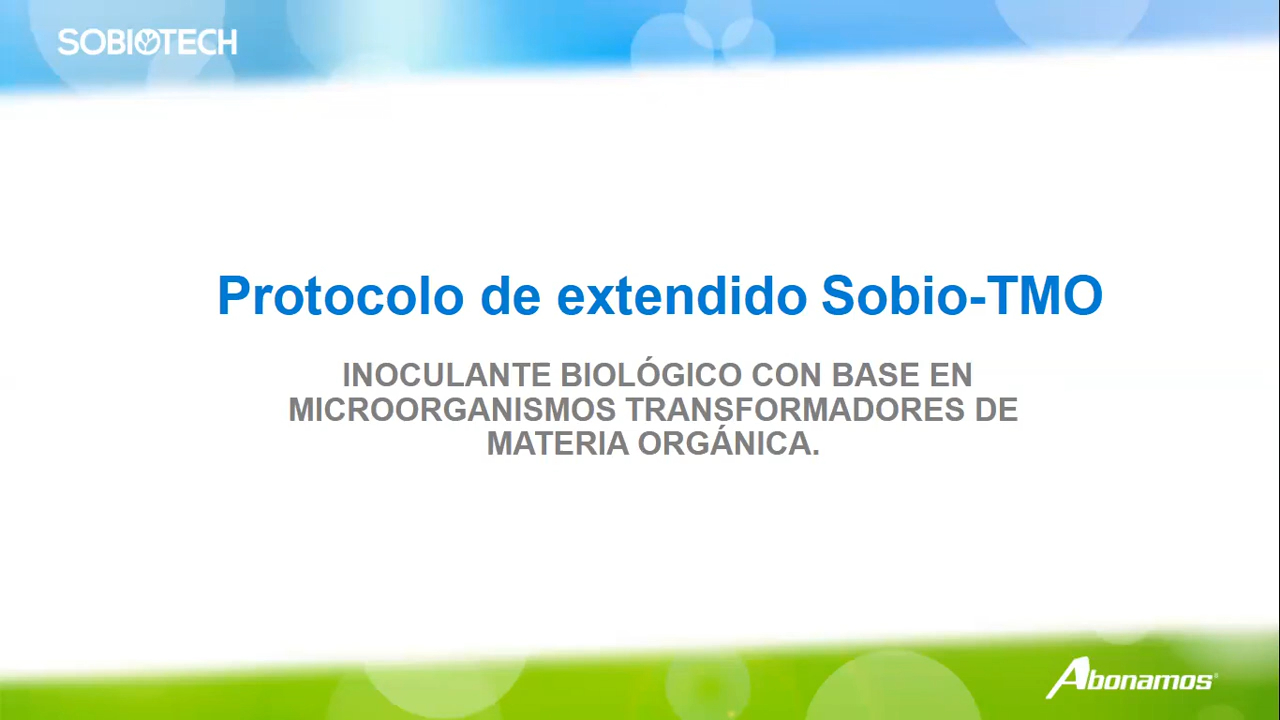 SOBIOTECH
Protocolo de extendido Sobio-TMO
INOCULANTE BIOLÓGICO CON BASE EN
MICROORGANISMOS TRANSFORMADORES DE
MATERIA ORGÁNICA.
Abonamos®